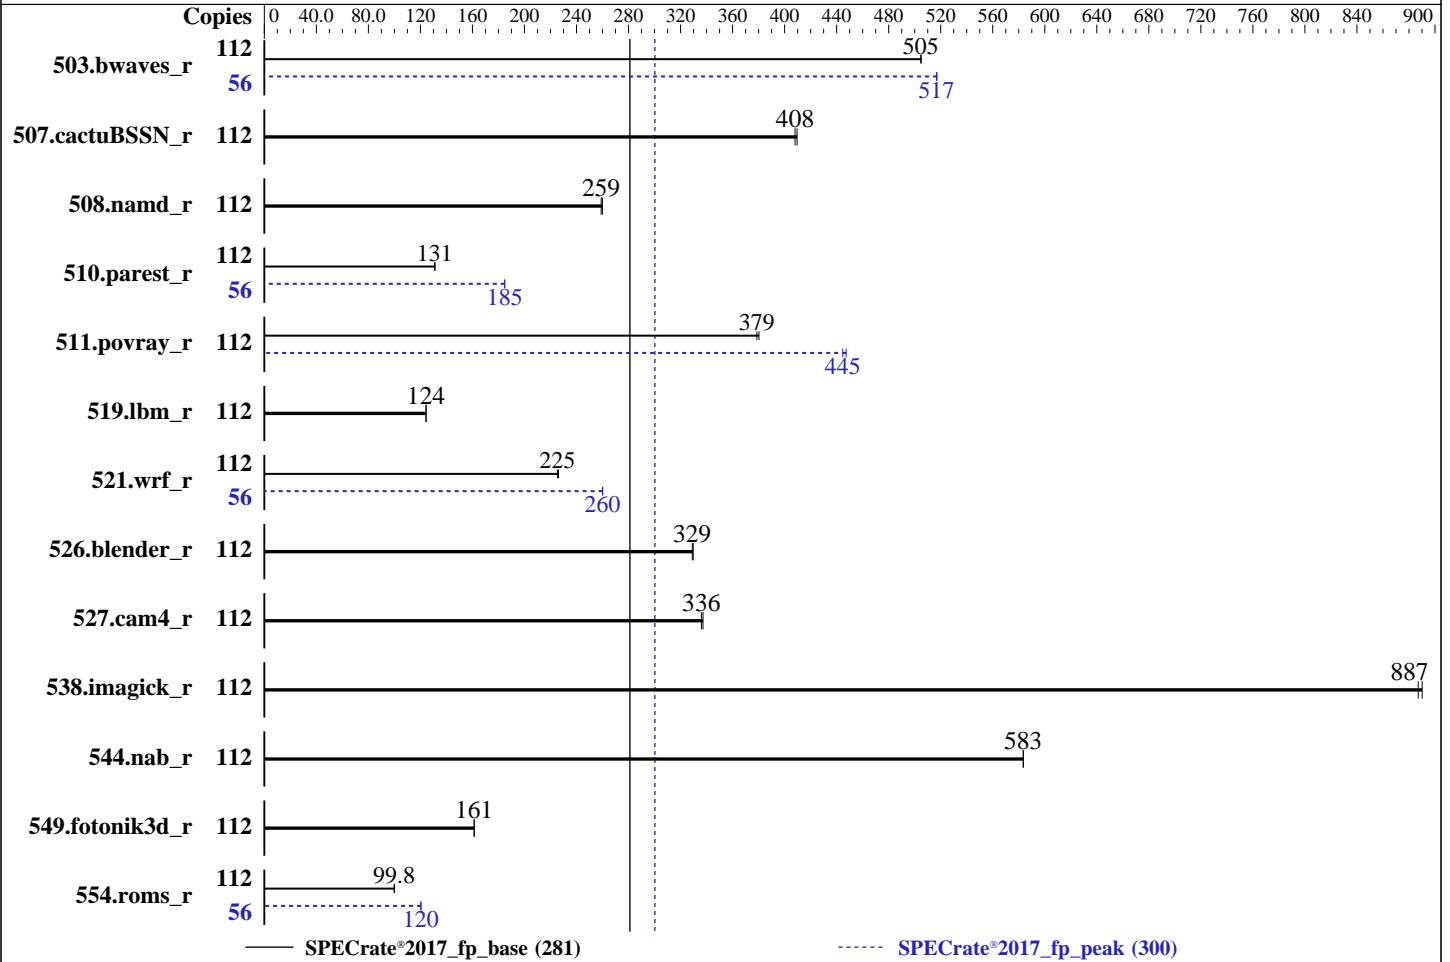 Copies 0 40.0 80.0 120 160 200 240 280 320 360 400 440 480 520 560 600 640 680 720 760 800 840 900
503.bwaves_r 112 505
56 517
507.cactuBSSN_r 112 408
508.namd_r 112 259
510.parest_r 112 131
56 185
511.povray_r 112 379
445
519.lbm_r 112 124
521.wrf_r 112 225
56 260
526.blender_r 112 329
527.cam4_r 112 336
538.imagick_r 112 887
544.nab_r 112 583
549.fotonik3d_r 112 161
554.roms_r 112 99.8
56 120
SPECrate®2017_fp_base (281) SPECrate®2017_fp_peak (300)